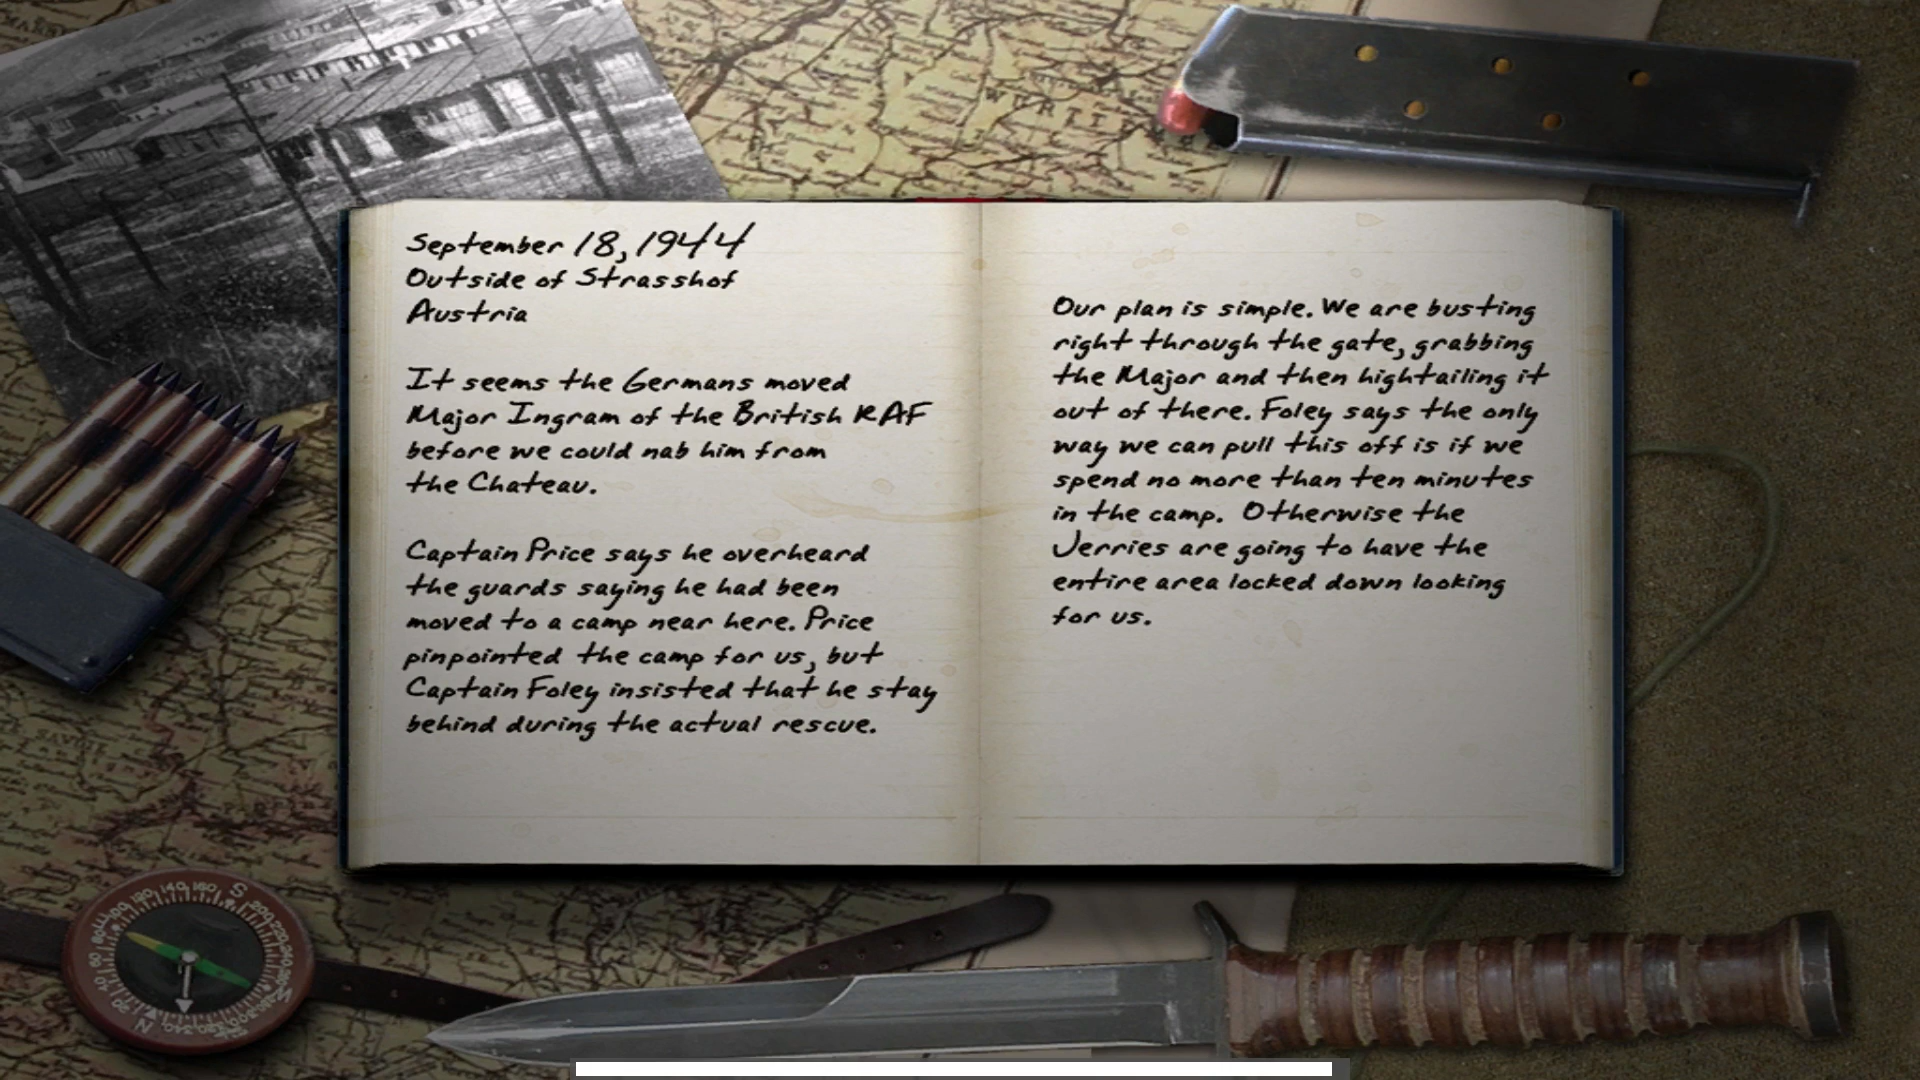 September 18, 1944
Outside of Strasshof
Austria
It seems the Germans moved
Major Ingram of the British RAF
before we could nab him from
the Chateau.
Captain Price says he overheard
the guards saying he had been
moved to a camp near here. Price
pinpointed the camp for us, but
Captain Foley insisted that he stay
behind during the actual rescue.
Our plan is simple. We are busting
right through the gate, grabbing
the Major and then hightailing it
out of there. Foley says the only
way we can pull this off is if we
spend no more than ten minutes
in the camp. Otherwise the
Jerries are going to have the
entire area locked down looking
for us.